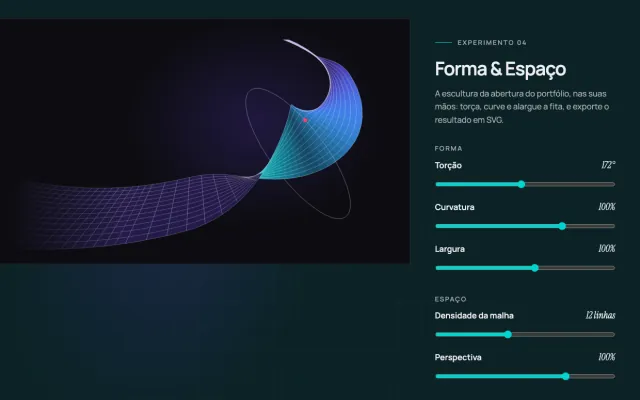 EXPERIMENTO 04
Forma & Espaço
A escultura da abertura do portfólio, nas suas
mãos: torça, curve e alargue a fita, e exporte o
resultado em SVG.
FORMA
Torção 172°
Curvatura 100%
Largura 100%
ESPAÇO
Densidade da malha 12 linhas
Perspectiva 100%